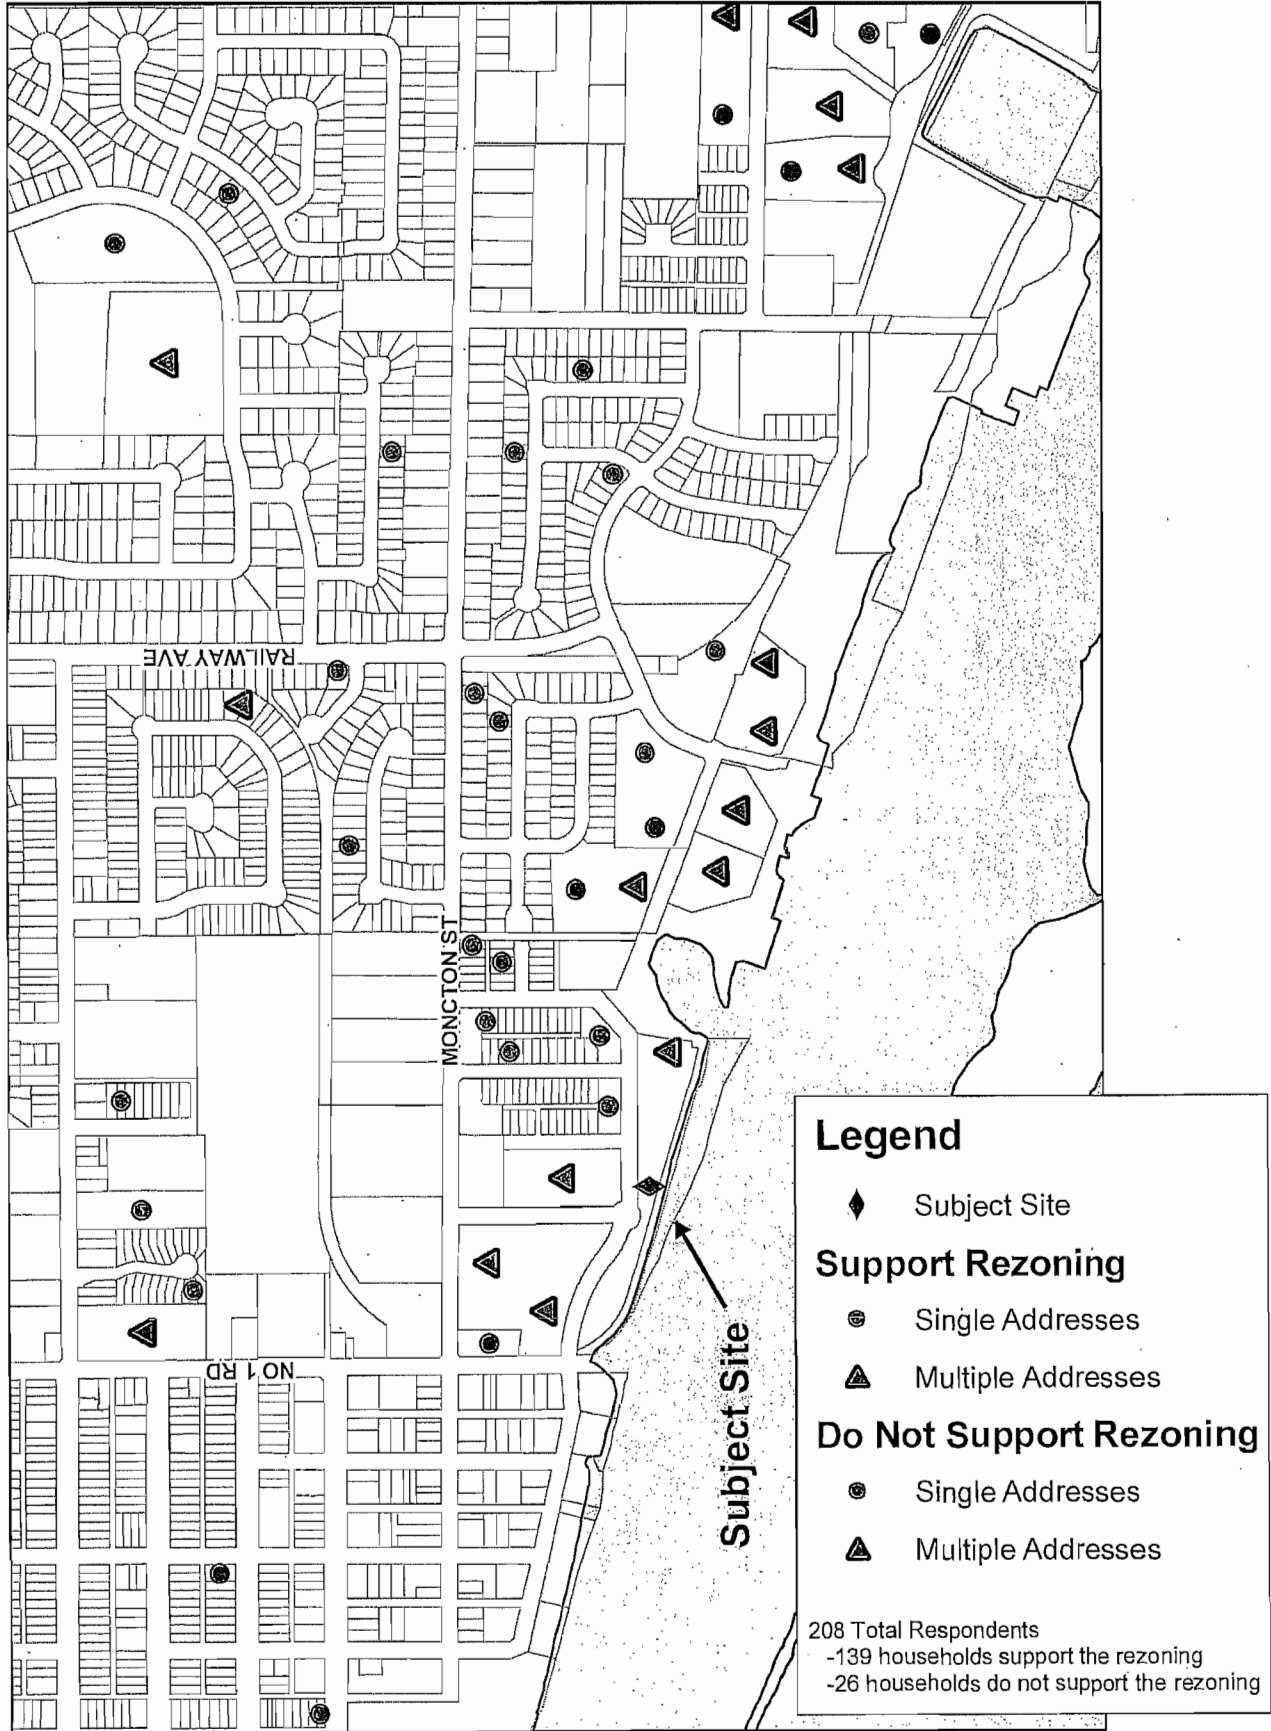 RAILWAY AVE
MONCTON ST
NO 1 RD
Subject Site
Legend
Subject Site
Support Rezoning
Single Addresses
Multiple Addresses
Do Not Support Rezoning
Single Addresses
Multiple Addresses
208 Total Respondents
-139 households support the rezoning
-26 households do not support the rezoning